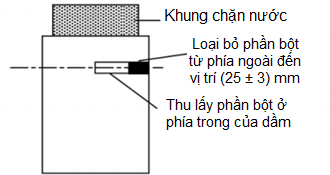 Khung chặn nước
Loại bỏ phần bột
từ phía ngoài đến
vị trí (25 ± 3) mm
Thu lấy phần bột ở
phía trong của dầm